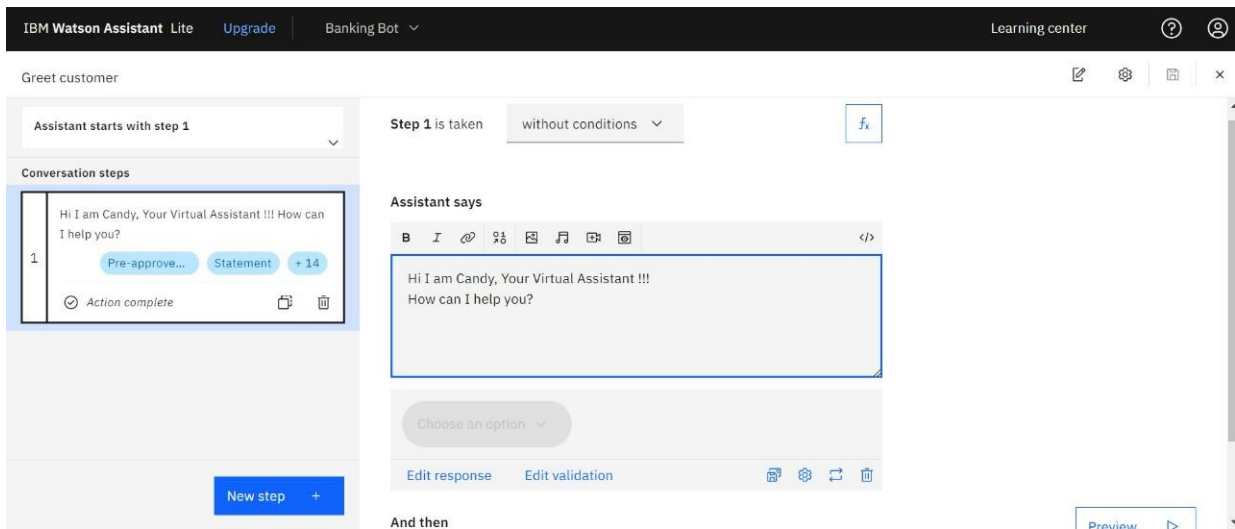 IBM Watson Assistant Lite Upgrade Banking Bot Learning center
Greet customer
Assistant starts with step 1
Conversation steps
1
Hi I am Candy, Your Virtual Assistant !!! How can
I help you?
Pre-approve... Statement + 14
Action complete
New step +
Step 1 is taken without conditions fx
Assistant says
B I </>
Hi I am Candy, Your Virtual Assistant !!!
How can I help you?
Choose an option
Edit response Edit validation
And then
Preview